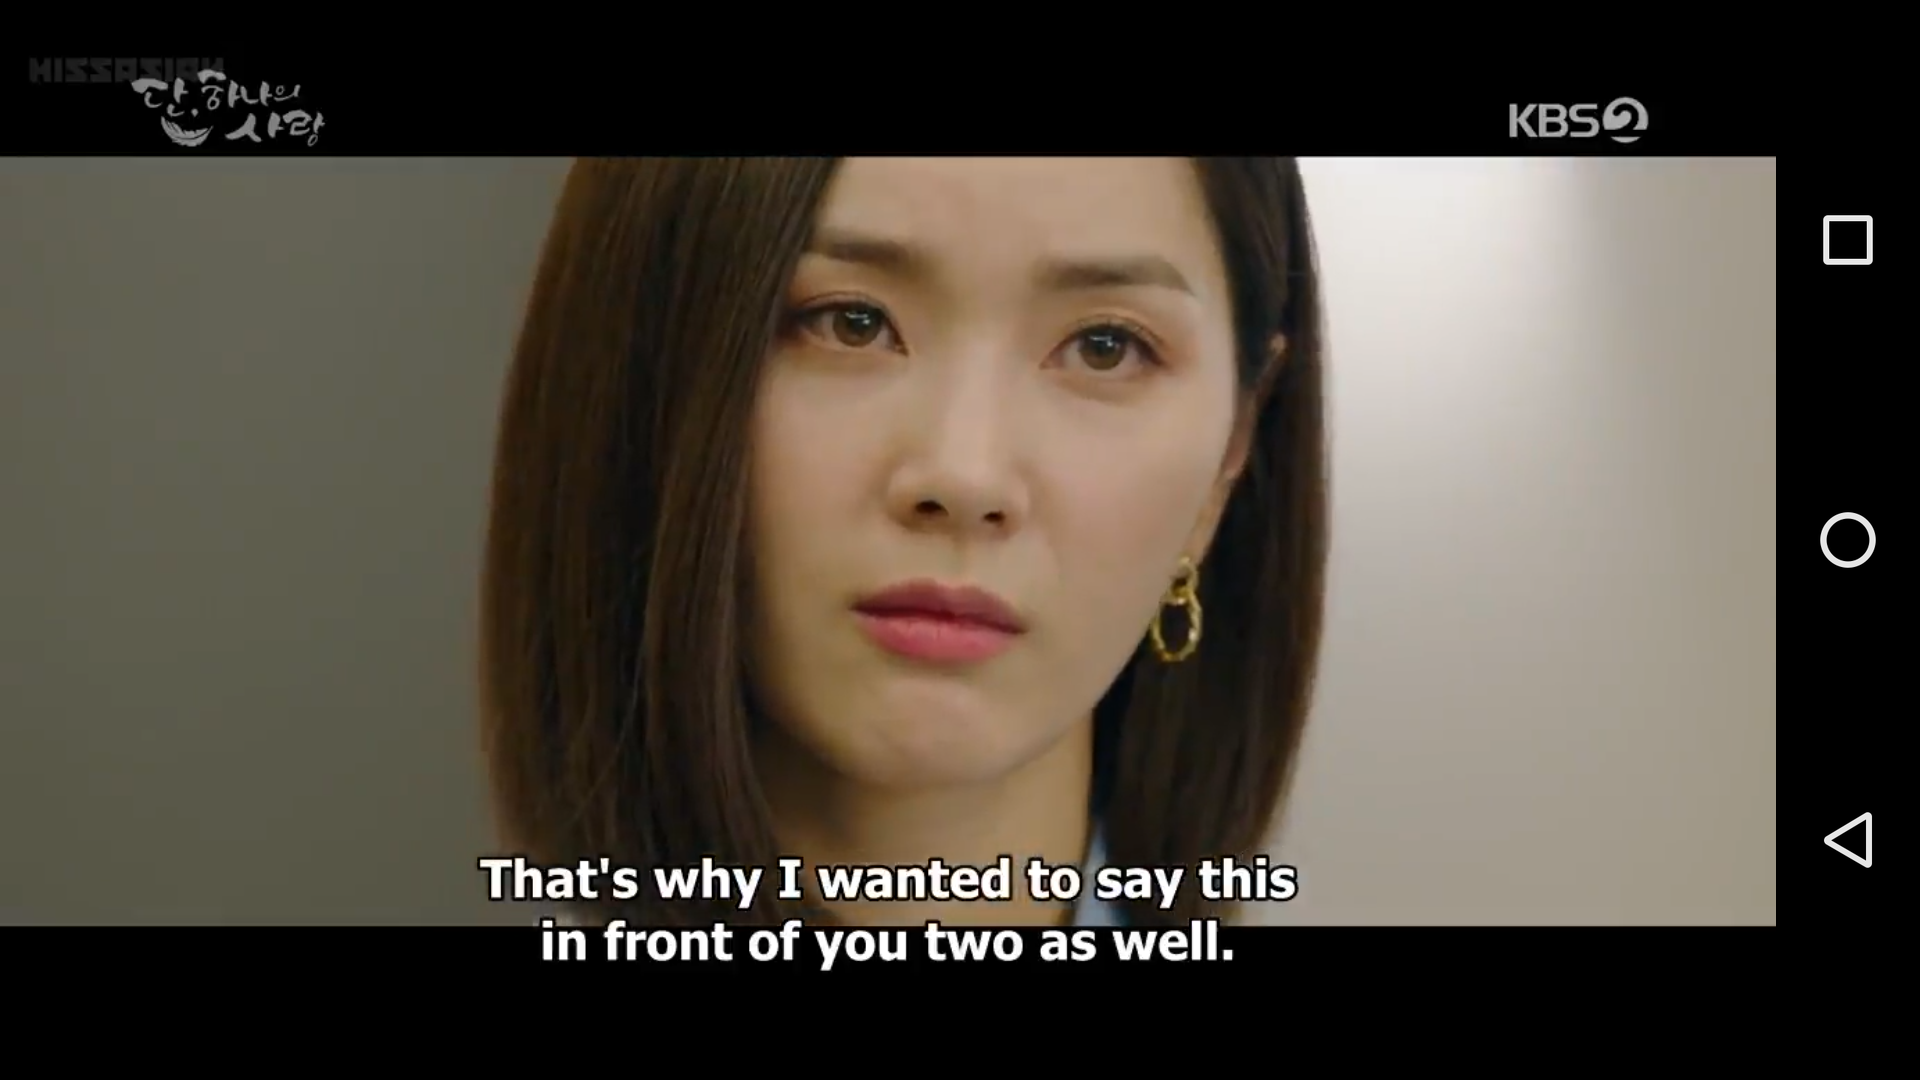 KISSASIAN
단, 하나의
사랑
KBS2
That's why I wanted to say this
in front of you two as well.